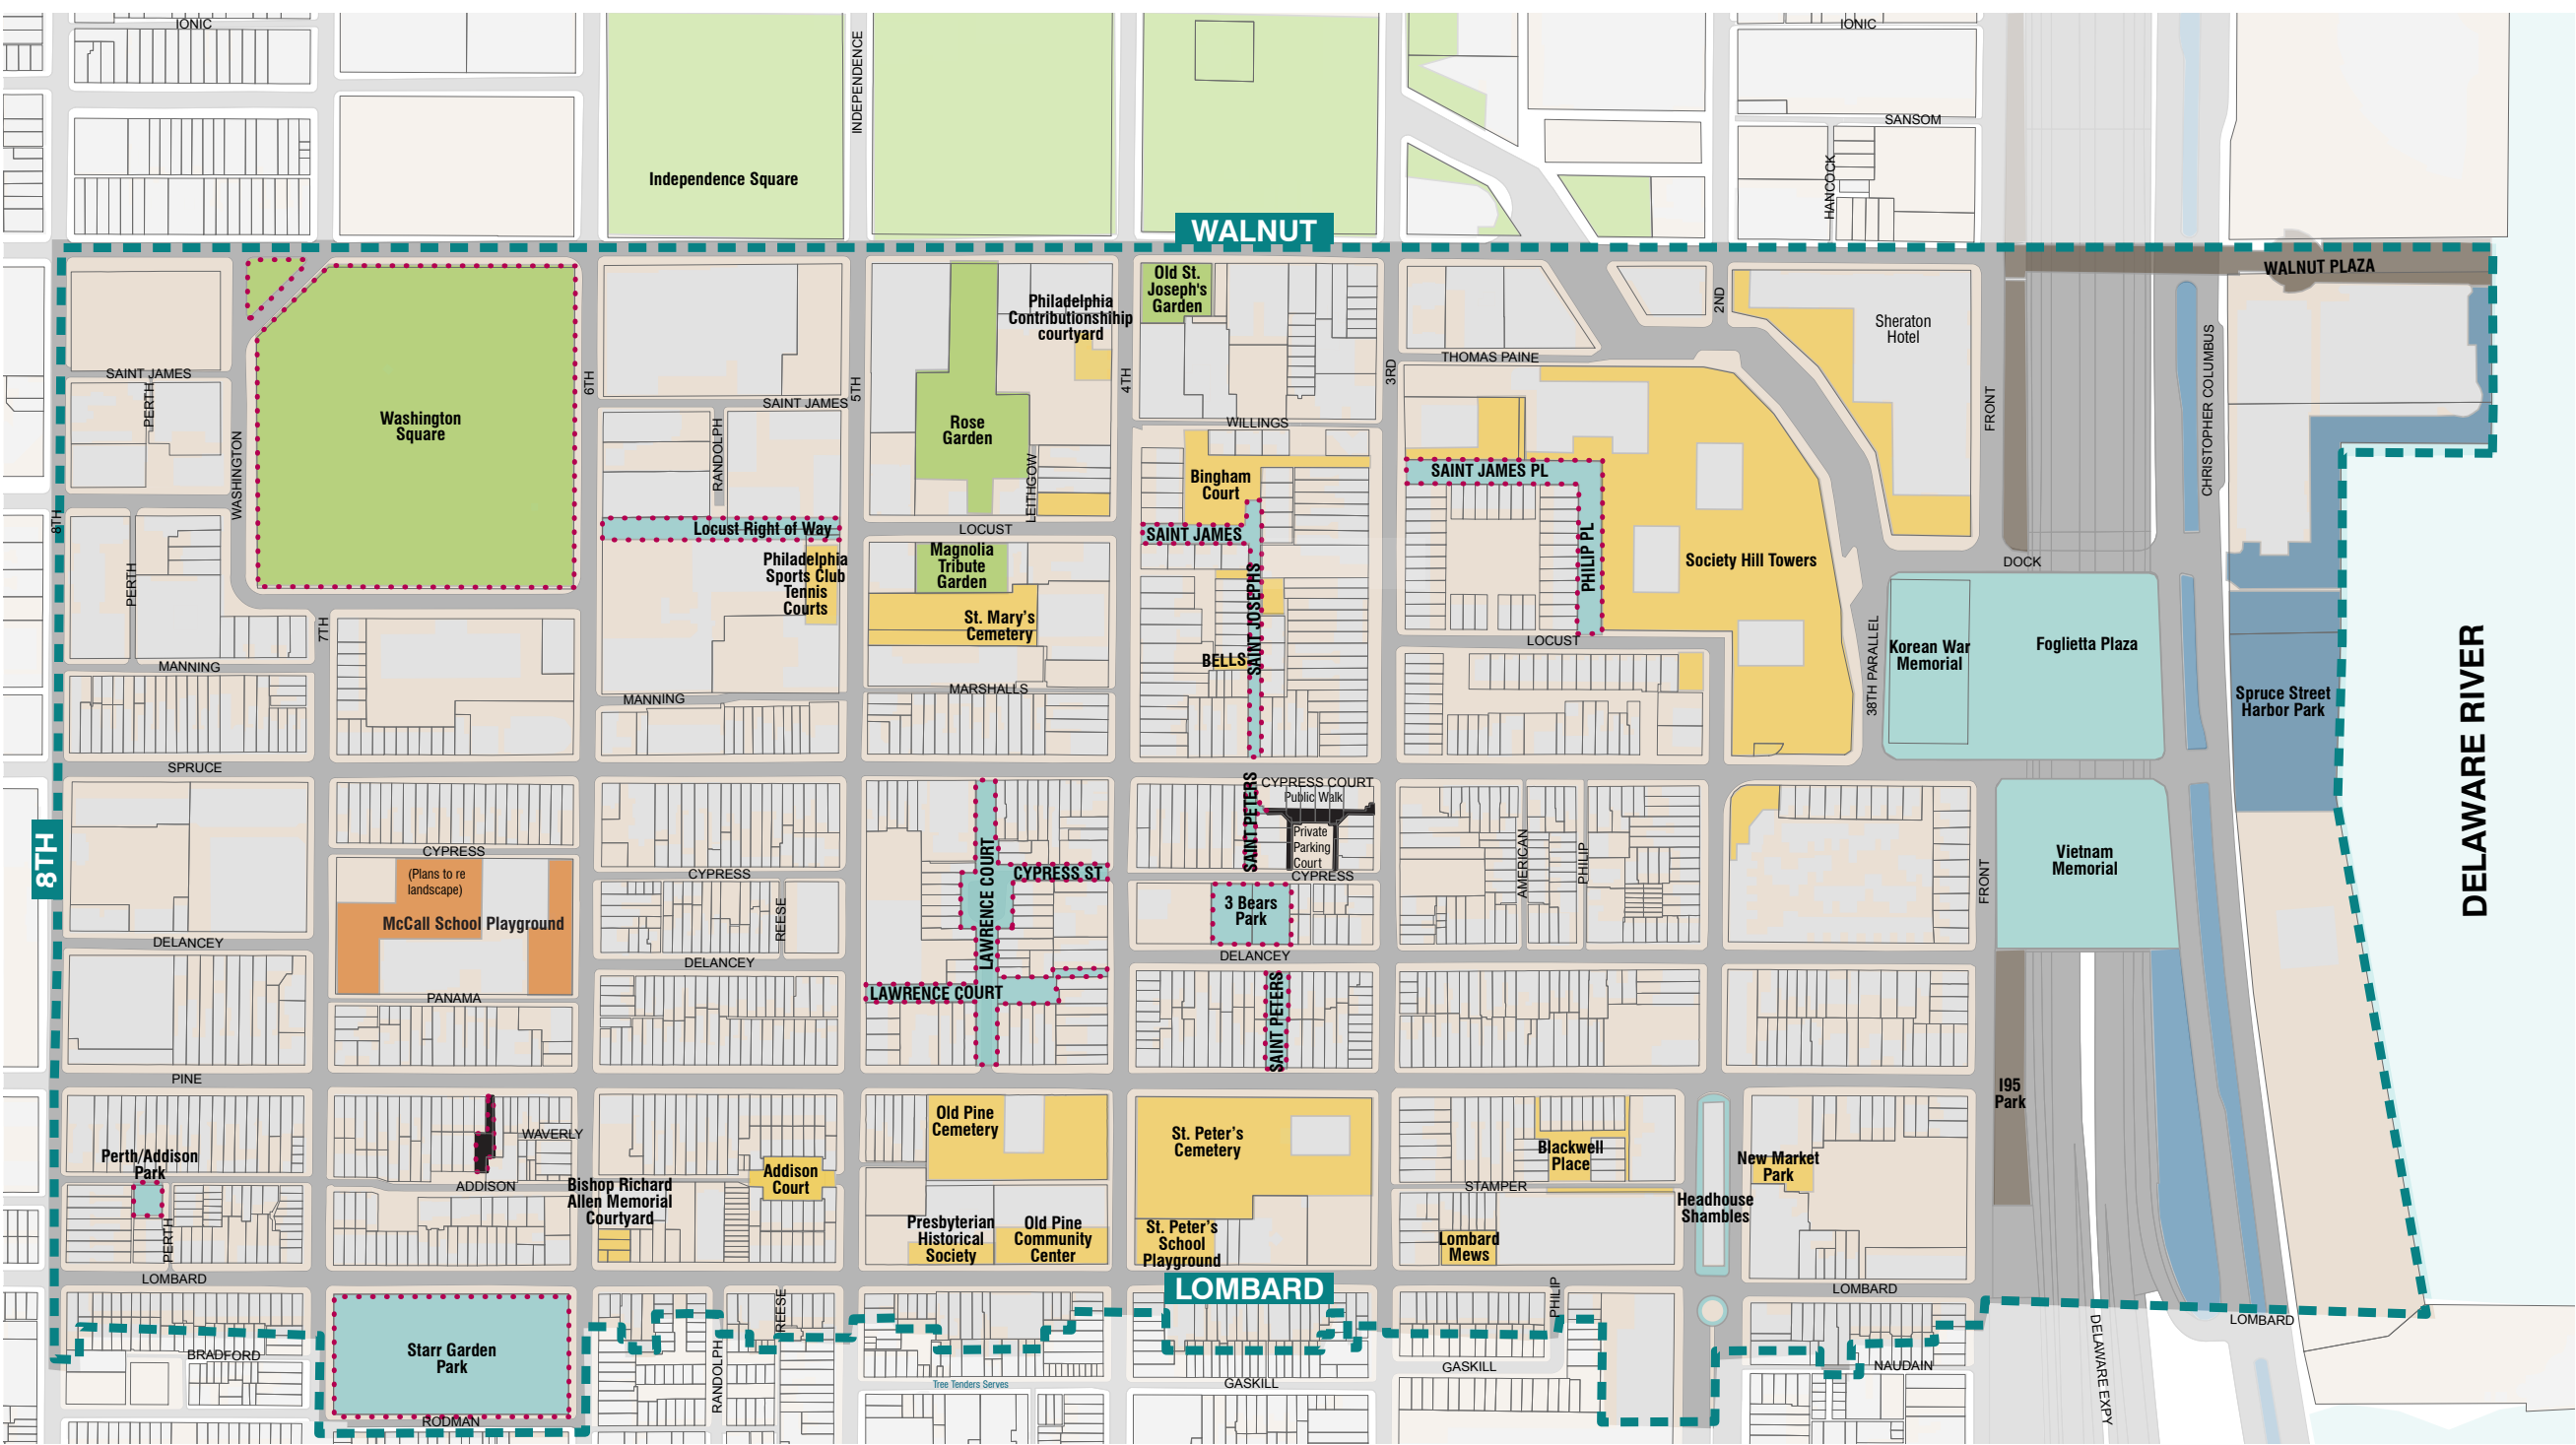 IONIC
INDEPENDENCE
IONIC
SANSOM
HANCOCK
Independence Square
WALNUT
WALNUT PLAZA
Old St.
Joseph's
Garden
Philadelphia
Contributionshihip
courtyard
2ND
Sheraton
Hotel
SAINT JAMES
PERTH
Washington
Square
6TH
SAINT JAMES
5TH
4TH
3RD
THOMAS PAINE
FRONT
CHRISTOPHER COLUMBUS
WASHINGTON
RANDOLPH
Rose
Garden
LEITHGOW
WILLINGS
Bingham
Court
SAINT JAMES PL
8TH
Locust Right of Way
LOCUST
SAINT JAMES
PHILIP PL
Society Hill Towers
DOCK
PERTH
Philadelphia
Sports Club
Tennis
Courts
Magnolia
Tribute
Garden
St. Mary's
Cemetery
SAINT JOSEPHS
BELLS
LOCUST
38TH PARALLEL
Korean War
Memorial
Foglietta Plaza
7TH
MANNING
MANNING
MARSHALLS
Spruce Street
Harbor Park
DELAWARE RIVER
SPRUCE
SAINT PETERS
CYPRESS COURT
Public Walk
Private
Parking
Court
8TH
CYPRESS
(Plans to re
landscape)
McCall School Playground
CYPRESS
REESE
LAWRENCE COURT
CYPRESS ST
CYPRESS
3 Bears
Park
AMERICAN
PHILIP
FRONT
Vietnam
Memorial
DELANCEY
DELANCEY
DELANCEY
PANAMA
LAWRENCE COURT
SAINT PETERS
PINE
I95
Park
WAVERLY
Old Pine
Cemetery
St. Peter's
Cemetery
Blackwell
Place
New Market
Park
Perth/Addison
Park
ADDISON
Addison
Court
Bishop Richard
Allen Memorial
Courtyard
STAMPER
Headhouse
Shambles
PERTH
Presbyterian
Historical
Society
Old Pine
Community
Center
St. Peter's
School
Playground
Lombard
Mews
LOMBARD
LOMBARD
PHILIP
LOMBARD
LOMBARD
REESE
BRADFORD
Starr Garden
Park
RANDOLPH
Tree Tenders Serves
GASKILL
GASKILL
NAUDAIN
DELAWARE EXPY
RODMAN